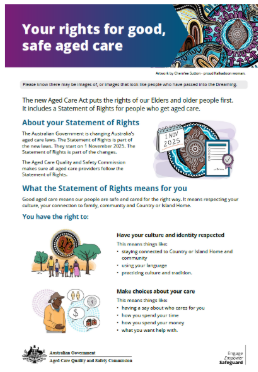 Your rights for good,
safe aged care
Artwork by Charlee Sutton - proud Kalkadoon woman
Please know there may be images of, or images that look like people who have passed into the Dreaming.
The new Aged Care Act puts the rights of our Elders and older people first.
It includes a Statement of Rights for people who get aged care.
About your Statement of Rights
The Australian Government is changing Australia's
aged care laws. The Statement of Rights is part of
the new laws. They start on 1 November 2025. The
Statement of Rights is part of the changes.
The Aged Care Quality and Safety Commission
makes sure all aged care providers follow the
Statement of Rights.
NOV
2025
What the Statement of Rights means for you
Good aged care means our people are safe and cared for the right way. It means respecting your
culture, your connection to family, community and Country or Island Home.
You have the right to:
Have your culture and identity respected
This means things like:
• staying connected to Country or Island Home and
community
• using your language
• practicing culture and tradition.
Make choices about your care
This means things like:
• having a say about who cares for you
• how you spend your time
• how you spend your money
• what you want help with.
Australian Government
Aged Care Quality and Safety Commission
Engage
Empower
Safeguard